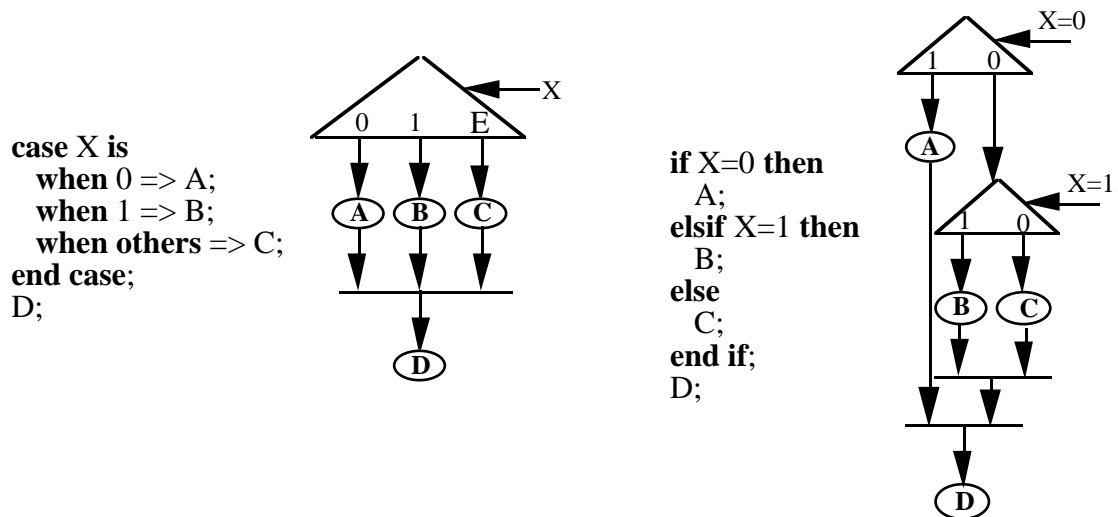 case X is
when 0 => A;
when 1 => B;
when others => C;
end case;
D;
X
0 1 E
A B C
D
if X=0 then
A;
elsif X=1 then
B;
else
C;
end if;
D;
X=0
1 0
A
X=1
1 0
B C
D